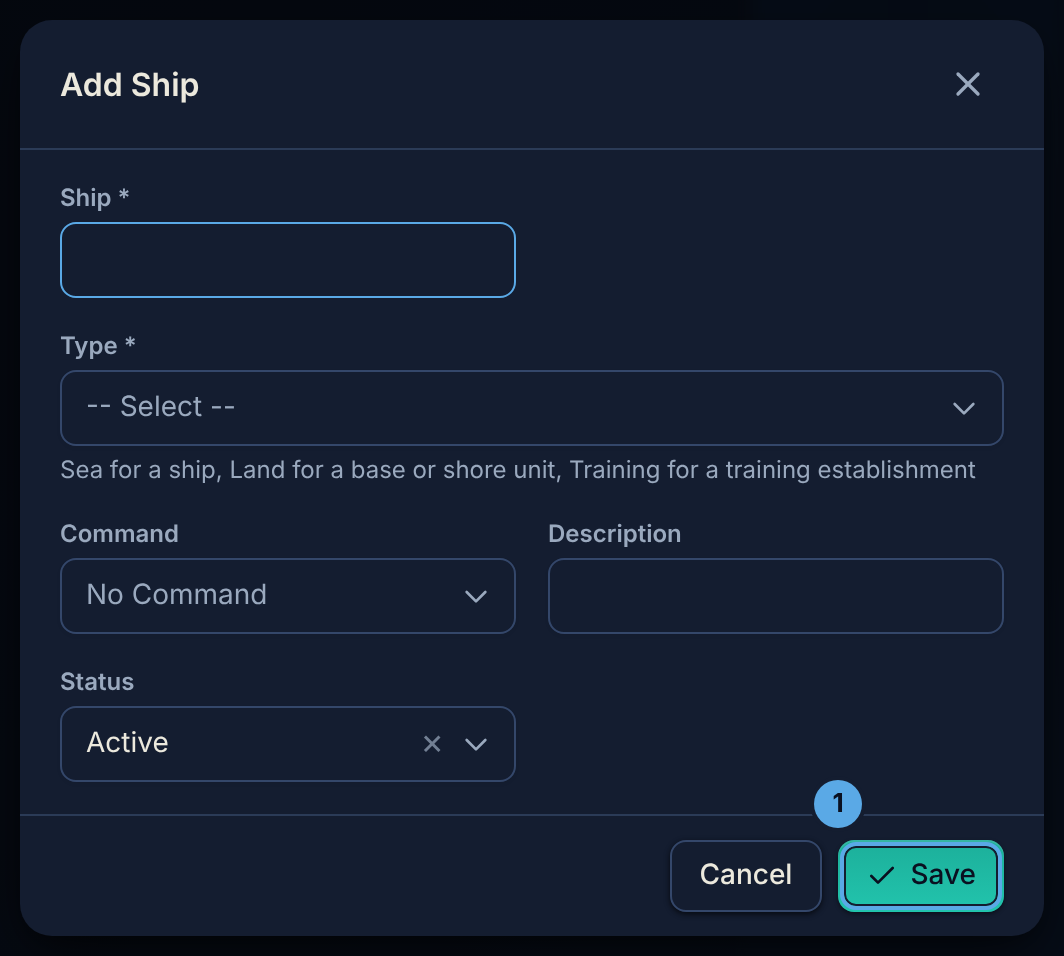 Add Ship
Ship *
Type *
-- Select --
Sea for a ship, Land for a base or shore unit, Training for a training establishment
Command
Description
No Command
Status
Active
1
Cancel
Save